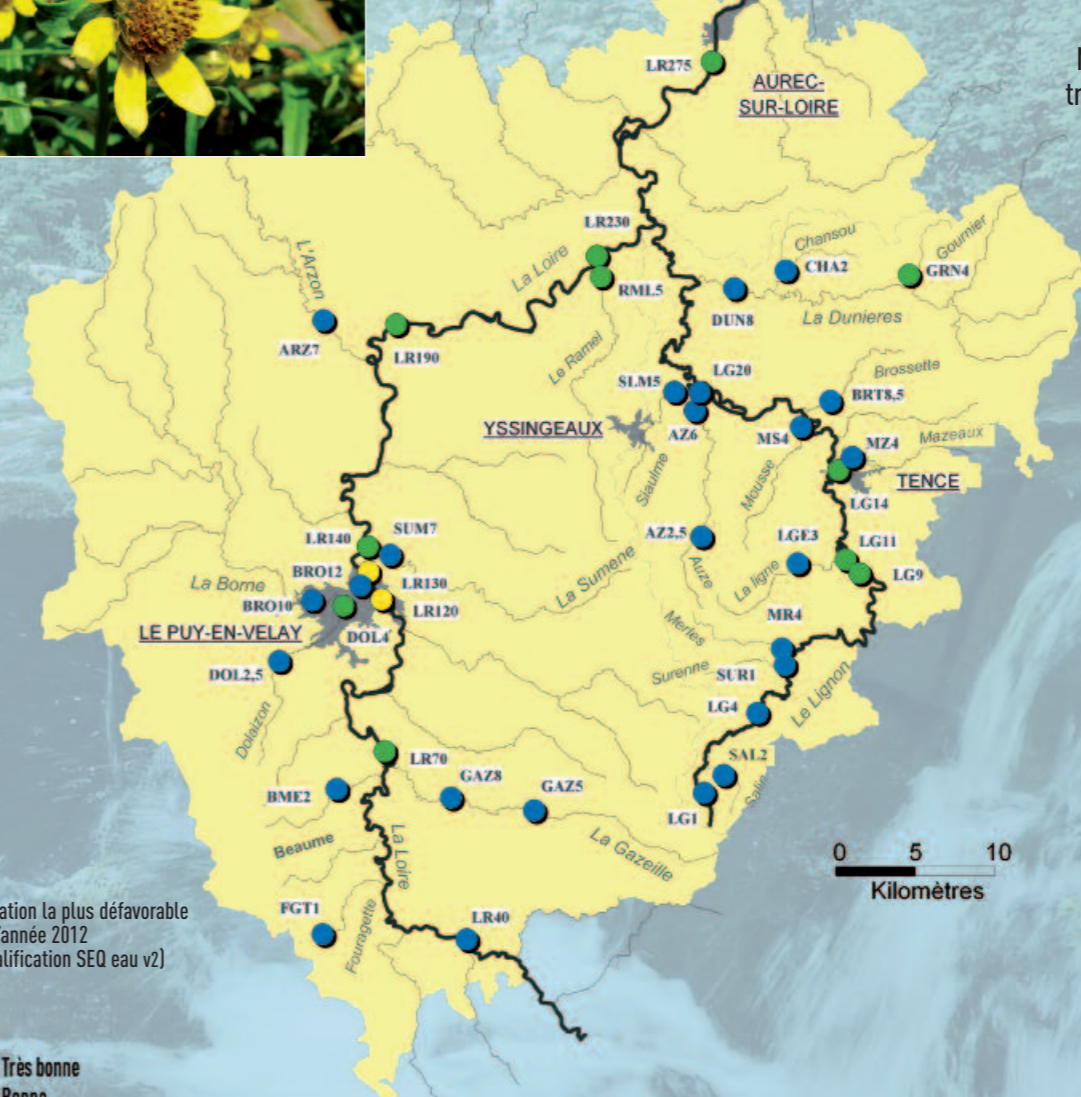 LR275
AUREC-
SUR-LOIRE
LR230
Chansou
Gournier
La Loire
CHA2
GRN4
L'Arzon
RML5
DUN8
La Dunieres
ARZ7
LR190
Le Ramel
LG20
Brossette
SLM5
BRT8,5
YSSINGEAUX
AZ6
MS4
MZ4
Mazeaux
Siaulme
Mousse
TENCE
LG14
LR140
SUM7
AZ2,5
LGE3
LG11
BRO12
La Borne
LR130
La Sumene
Auze
La ligne
LG9
BRO10
LR120
LE PUY-EN-VELAY
DOL4
Merles
MR4
DOL2,5
Surenne
SUR1
Dolaizon
LG4
Le Lignon
LR70
SAL2
BME2
GAZ8
GAZ5
LG1
Beaume
La Loire
La Gazeille
0 5 10
Kilomètres
FGT1
Fouragette
LR40
année 2012
SEQ eau v2)
la plus défavorable
Très bonne
Bonne